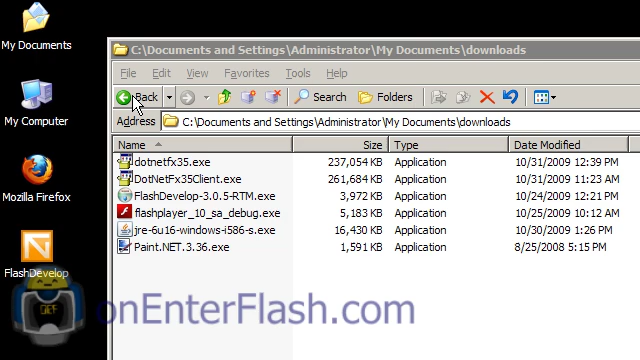 My Documents
My Computer
Mozilla Firefox
FlashDevelop
C:\Documents and Settings\Administrator\My Documents\downloads
File Edit View Favorites Tools Help
Back Search Folders
Address C:\Documents and Settings\Administrator\My Documents\downloads
Name Size Type Date Modified
dotnetfx35.exe 237,054 KB Application 10/31/2009 12:39 PM
DotNetFx35Client.exe 261,684 KB Application 10/31/2009 11:23 AM
FlashDevelop-3.0.5-RTM.exe 3,972 KB Application 10/24/2009 12:21 PM
flashplayer_10_sa_debug.exe 5,183 KB Application 10/25/2009 10:12 AM
jre-6u16-windows-i586-s.exe 16,430 KB Application 10/30/2009 1:26 PM
Paint.NET.3.36.exe 1,591 KB Application 8/25/2008 5:15 PM
OEF
onEnterFlash.com